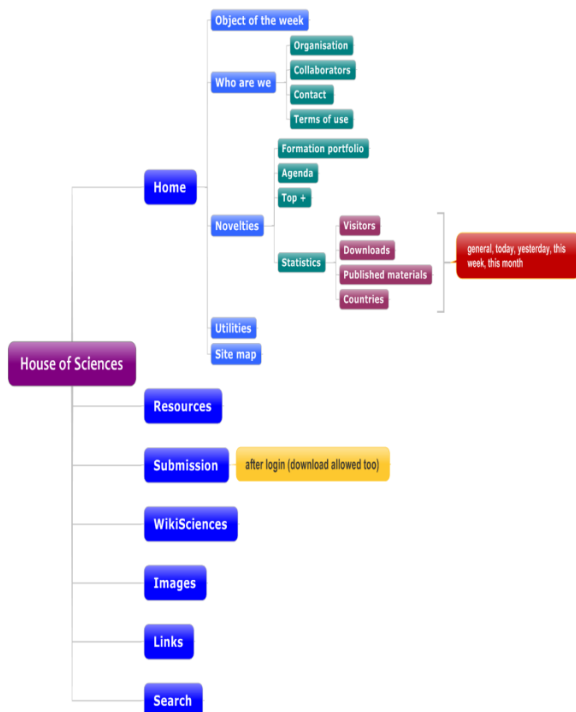 Object of the week
Organisation
Collaborators
Who are we
Contact
Terms of use
Formation portfolio
Agenda
Home
Top +
Novelties
Visitors
Downloads
general, today, yesterday, this
week, this month
Statistics
Published materials
Countries
Utilities
Site map
House of Sciences
Resources
Submission
after login (download allowed too)
WikiSciences
Images
Links
Search